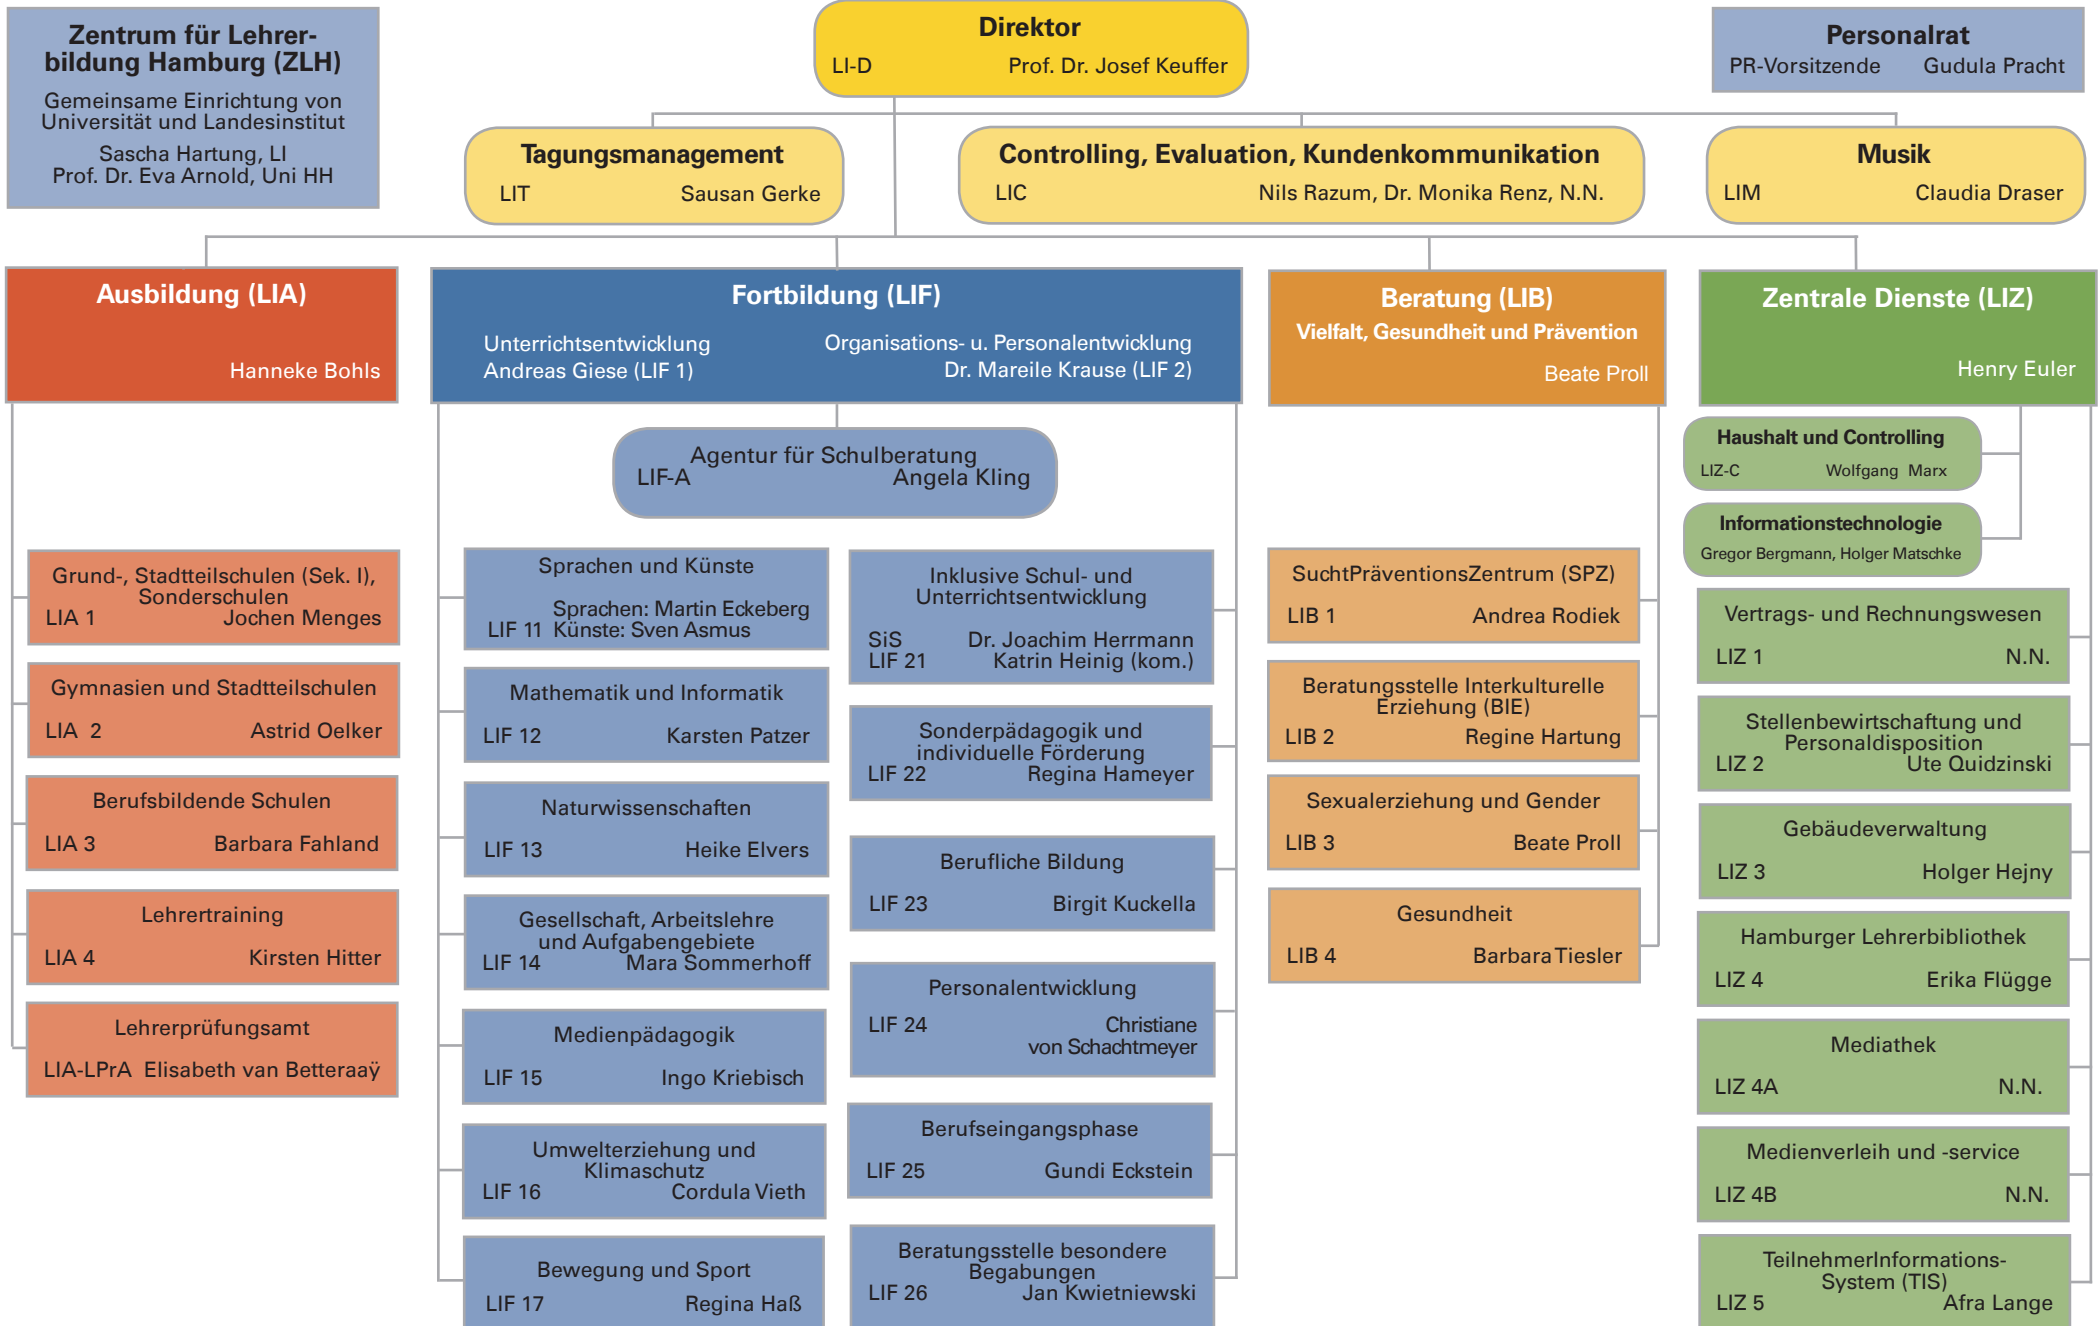 Zentrum für Lehrer-
bildung Hamburg (ZLH)
Gemeinsame Einrichtung von
Universität und Landesinstitut
Sascha Hartung, LI
Prof. Dr. Eva Arnold, Uni HH
Direktor
LI-D Prof. Dr. Josef Keuffer
Personalrat
PR-Vorsitzende Gudula Pracht
Tagungsmanagement
LIT Sausan Gerke
Controlling, Evaluation, Kundenkommunikation
LIC Nils Razum, Dr. Monika Renz, N.N.
Musik
LIM Claudia Draser
Ausbildung (LIA)
Hanneke Bohls
Grund-, Stadtteilschulen (Sek. I),
Sonderschulen
LIA 1 Jochen Menges
Gymnasien und Stadtteilschulen
LIA 2 Astrid Oelker
Berufsbildende Schulen
LIA 3 Barbara Fahland
Lehrertraining
LIA 4 Kirsten Hitter
Lehrerprüfungsamt
LIA-LPrA Elisabeth van Betteraaÿ
Fortbildung (LIF)
Unterrichtsentwicklung
Andreas Giese (LIF 1)
Organisations- u. Personalentwicklung
Dr. Mareile Krause (LIF 2)
Agentur für Schulberatung
LIF-A Angela Kling
Sprachen und Künste
Sprachen: Martin Eckeberg
LIF 11 Künste: Sven Asmus
Mathematik und Informatik
LIF 12 Karsten Patzer
Naturwissenschaften
LIF 13 Heike Elvers
Gesellschaft, Arbeitslehre
und Aufgabengebiete
LIF 14 Mara Sommerhoff
Medienpädagogik
LIF 15 Ingo Kriebisch
Umwelterziehung und
Klimaschutz
LIF 16 Cordula Vieth
Bewegung und Sport
LIF 17 Regina Haß
Inklusive Schul- und
Unterrichtsentwicklung
SiS Dr. Joachim Herrmann
LIF 21 Katrin Heinig (kom.)
Sonderpädagogik und
individuelle Förderung
LIF 22 Regina Hameyer
Berufliche Bildung
LIF 23 Birgit Kuckella
Personalentwicklung
LIF 24 Christiane
von Schachtmeyer
Berufseingangsphase
LIF 25 Gundi Eckstein
Beratungsstelle besondere
Begabungen
LIF 26 Jan Kwietniewski
Beratung (LIB)
Vielfalt, Gesundheit und Prävention
Beate Proll
SuchtPräventionsZentrum (SPZ)
LIB 1 Andrea Rodiek
Beratungsstelle Interkulturelle
Erziehung (BIE)
LIB 2 Regine Hartung
Sexualerziehung und Gender
LIB 3 Beate Proll
Gesundheit
LIB 4 Barbara Tiesler
Zentrale Dienste (LIZ)
Henry Euler
Haushalt und Controlling
LIZ-C Wolfgang Marx
Informationstechnologie
Gregor Bergmann, Holger Matschke
Vertrags- und Rechnungswesen
LIZ 1 N.N.
Stellenbewirtschaftung und
Personaldisposition
LIZ 2 Ute Quidzinski
Gebäudeverwaltung
LIZ 3 Holger Hejny
Hamburger Lehrerbibliothek
LIZ 4 Erika Flügge
Mediathek
LIZ 4A N.N.
Medienverleih und -service
LIZ 4B N.N.
TeilnehmerInformations-
System (TIS)
LIZ 5 Afra Lange